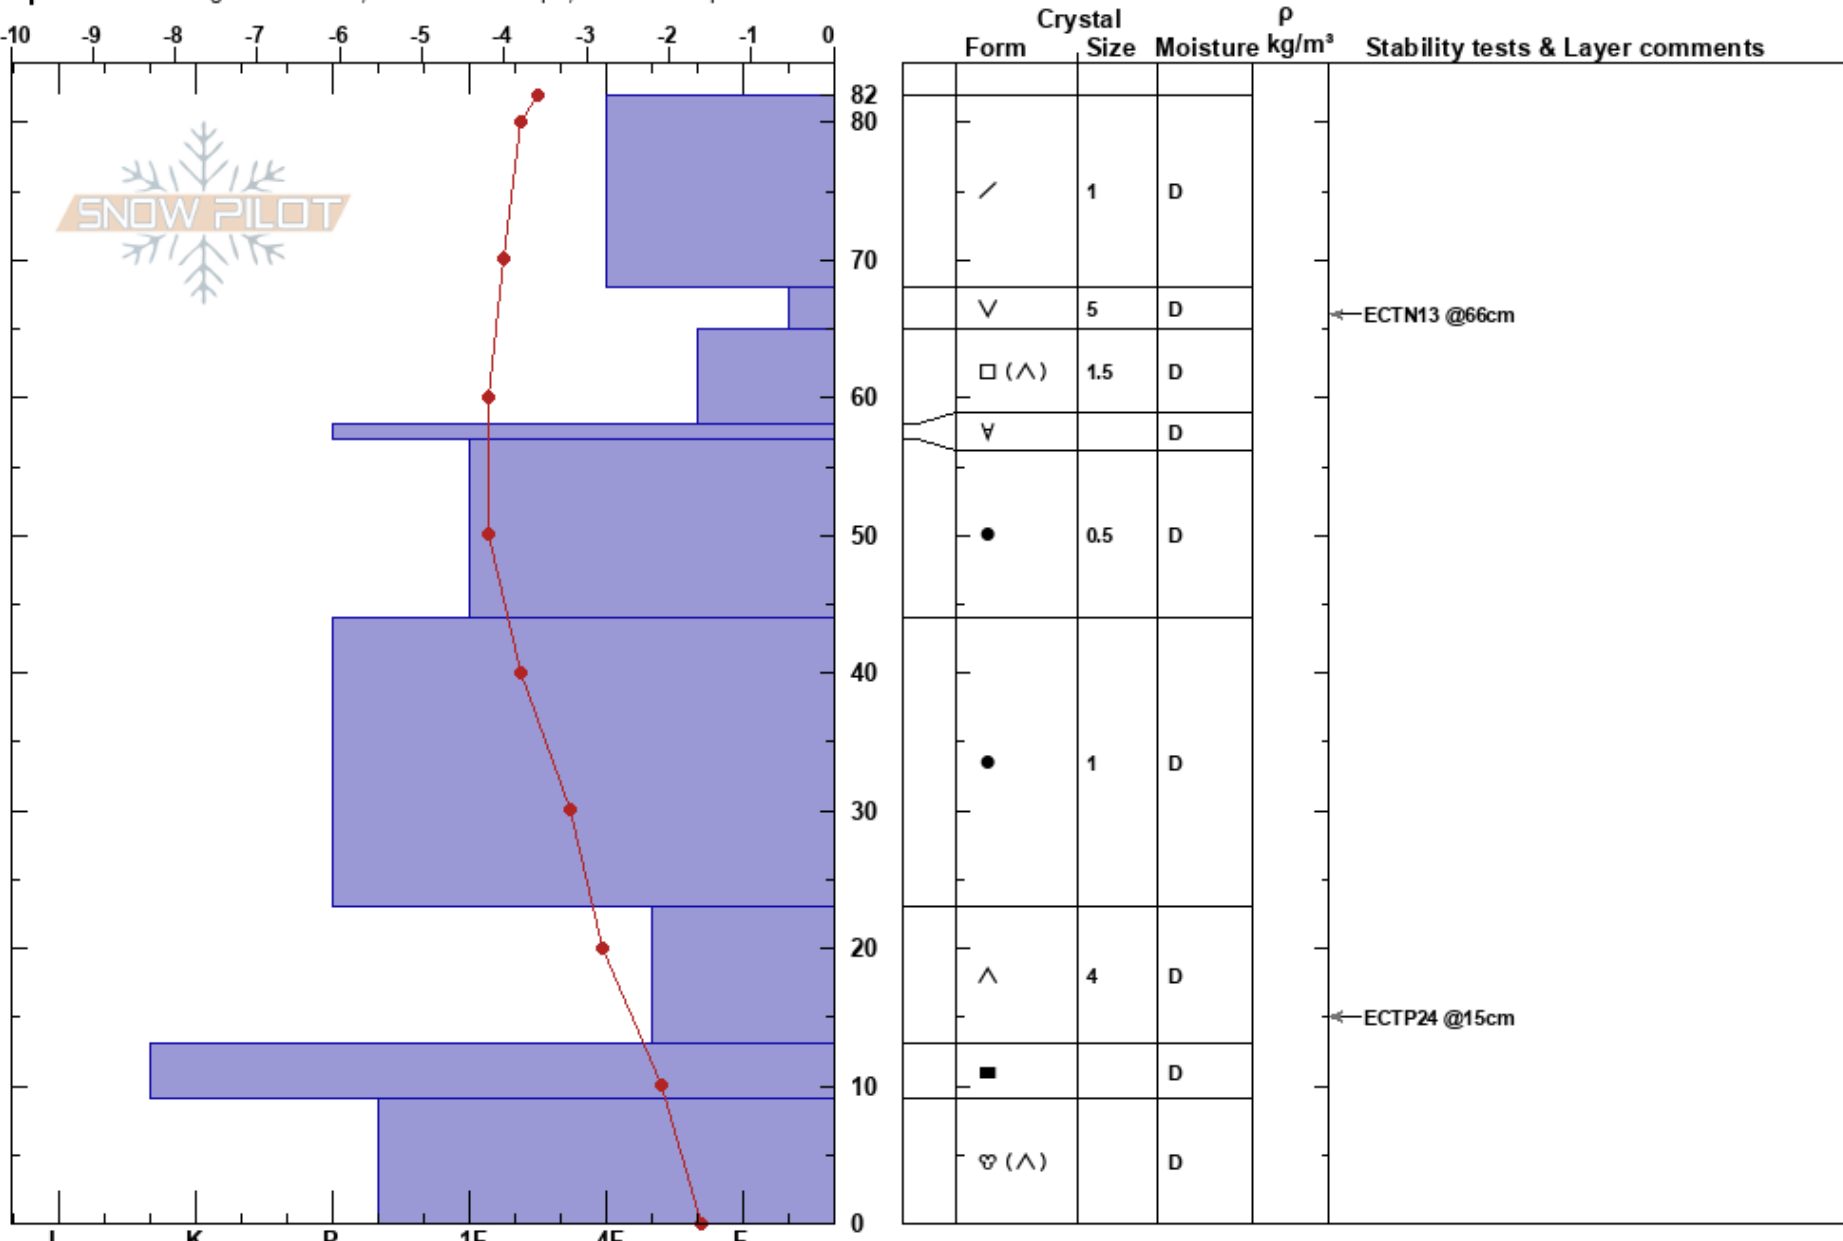 -10 -9 -8 -7 -6 -5 -4 -3 -2 -1 0
Crystal
Form Size Moisture ρ kg/m³ Stability tests & Layer comments
82
80
SNOW PILOT
1 D
70
5 D
ECTN13 @66cm
1.5 D
60
D
50
0.5 D
40
1 D
30
20
4 D
ECTP24 @15cm
10
D
D
0